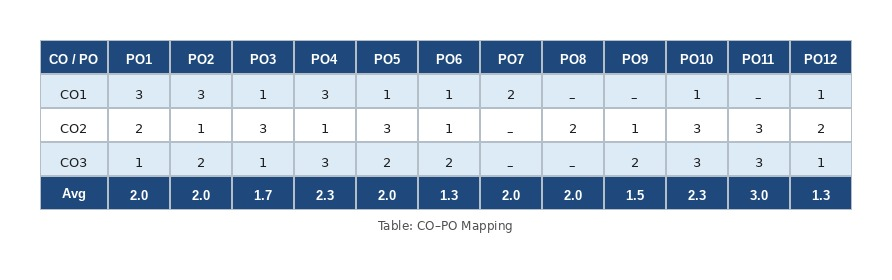 CO / PO PO1 PO2 PO3 PO4 PO5 PO6 PO7 PO8 PO9 PO10 PO11 PO12
CO1 3 3 1 3 1 1 2 – – 1 – 1
CO2 2 1 3 1 3 1 – 2 1 3 3 2
CO3 1 2 1 3 2 2 – – 2 3 3 1
Avg 2.0 2.0 1.7 2.3 2.0 1.3 2.0 2.0 1.5 2.3 3.0 1.3
Table: CO–PO Mapping